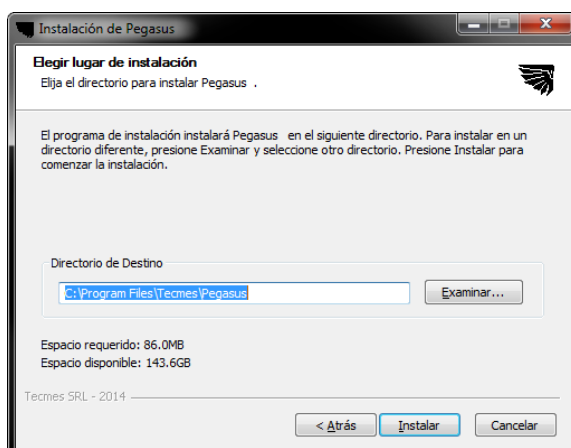 Instalación de Pegasus
Elegir lugar de instalación
Elija el directorio para instalar Pegasus .
El programa de instalación instalará Pegasus en el siguiente directorio. Para instalar en un
directorio diferente, presione Examinar y seleccione otro directorio. Presione Instalar para
comenzar la instalación.
Directorio de Destino
C:\Program Files\Tecmes\Pegasus
Examinar...
Espacio requerido: 86.0MB
Espacio disponible: 143.6GB
Tecmes SRL - 2014
< Atrás
Instalar
Cancelar